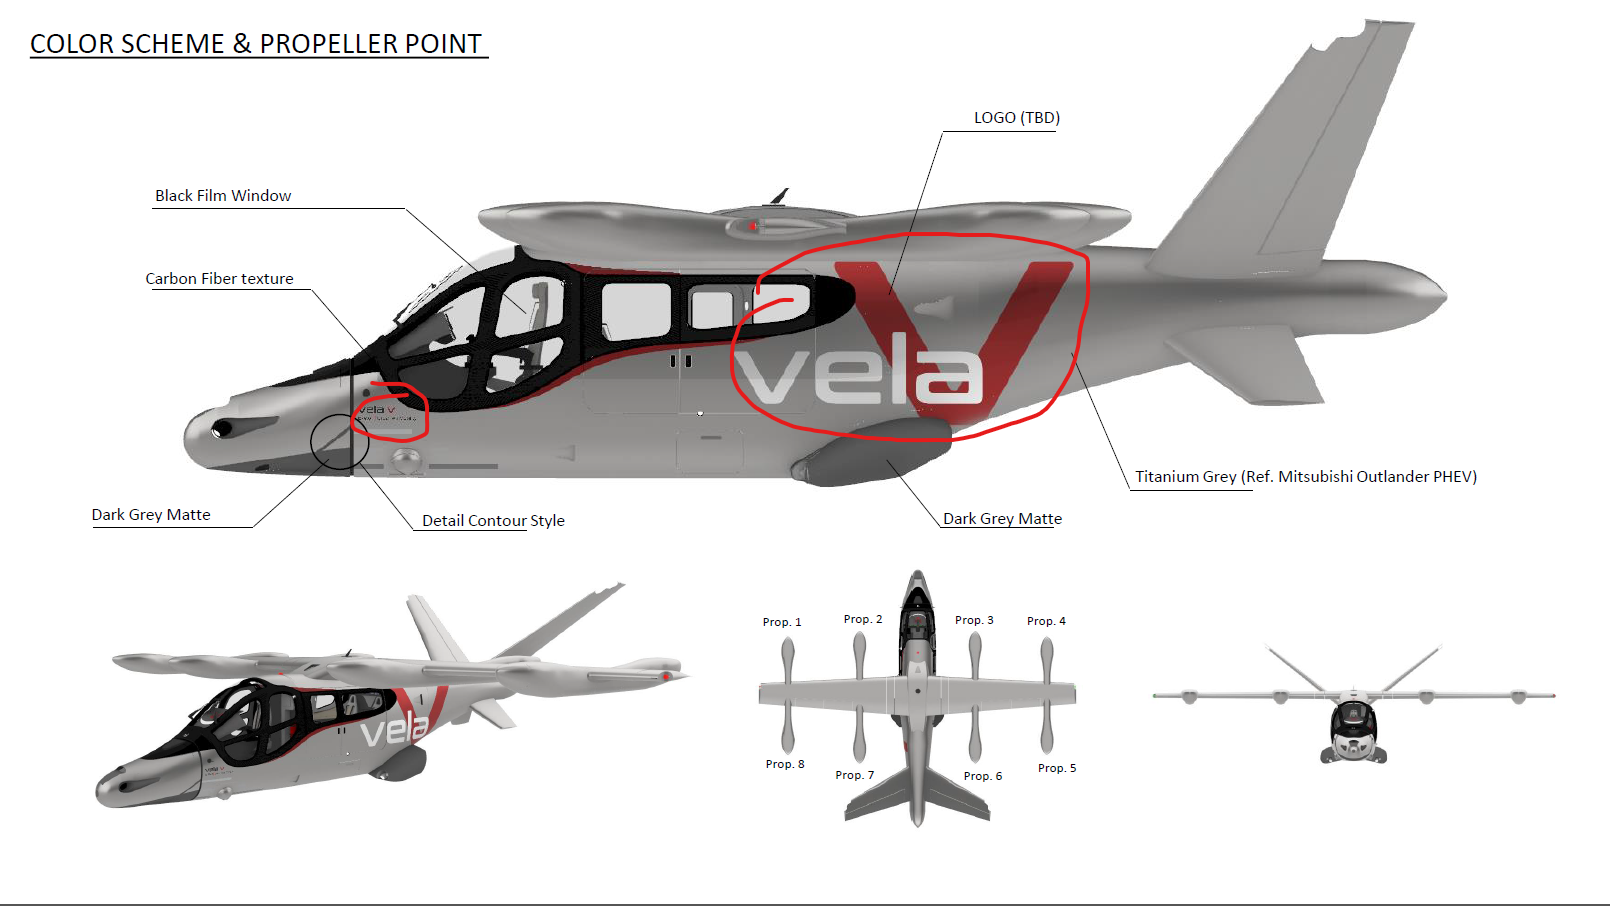 COLOR SCHEME & PROPELLER POINT
LOGO (TBD)
Black Film Window
Carbon Fiber texture
vela
vela v
Titanium Grey (Ref. Mitsubishi Outlander PHEV)
Dark Grey Matte
Detail Contour Style
Dark Grey Matte
Prop. 1
Prop. 2
Prop. 3
Prop. 4
vela
vela v
Prop. 8
Prop. 7
Prop. 6
Prop. 5